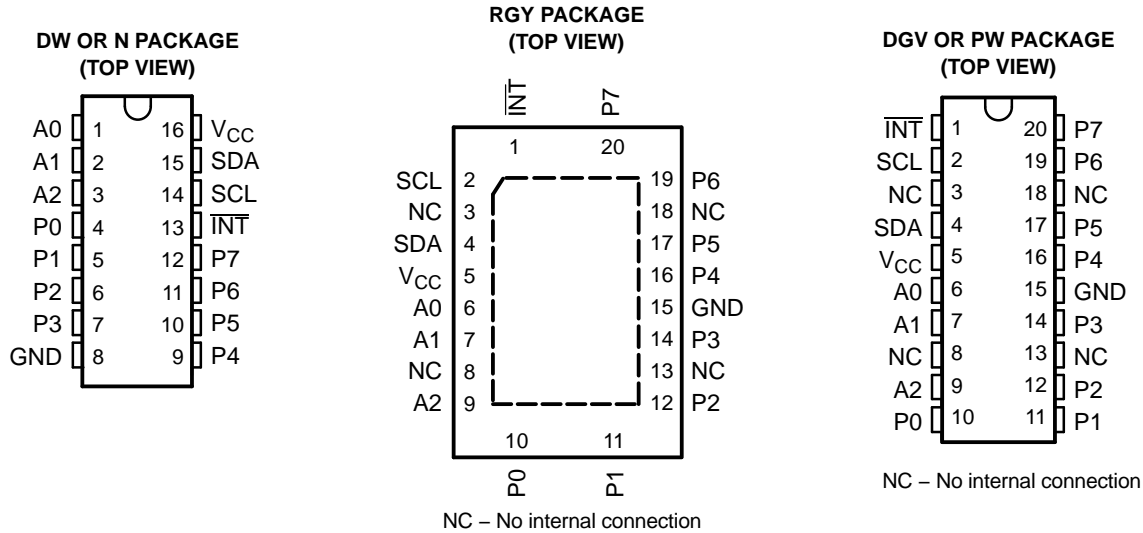 DW OR N PACKAGE
(TOP VIEW)
A0 1 16 VCC
A1 2 15 SDA
A2 3 14 SCL
P0 4 13 INT
P1 5 12 P7
P2 6 11 P6
P3 7 10 P5
GND 8 9 P4
RGY PACKAGE
(TOP VIEW)
INT P7
1 20
SCL 2 19 P6
NC 3 18 NC
SDA 4 17 P5
VCC 5 16 P4
A0 6 15 GND
A1 7 14 P3
NC 8 13 NC
A2 9 12 P2
10 11
P0 P1
NC – No internal connection
DGV OR PW PACKAGE
(TOP VIEW)
INT 1 20 P7
SCL 2 19 P6
NC 3 18 NC
SDA 4 17 P5
VCC 5 16 P4
A0 6 15 GND
A1 7 14 P3
NC 8 13 NC
A2 9 12 P2
P0 10 11 P1
NC – No internal connection